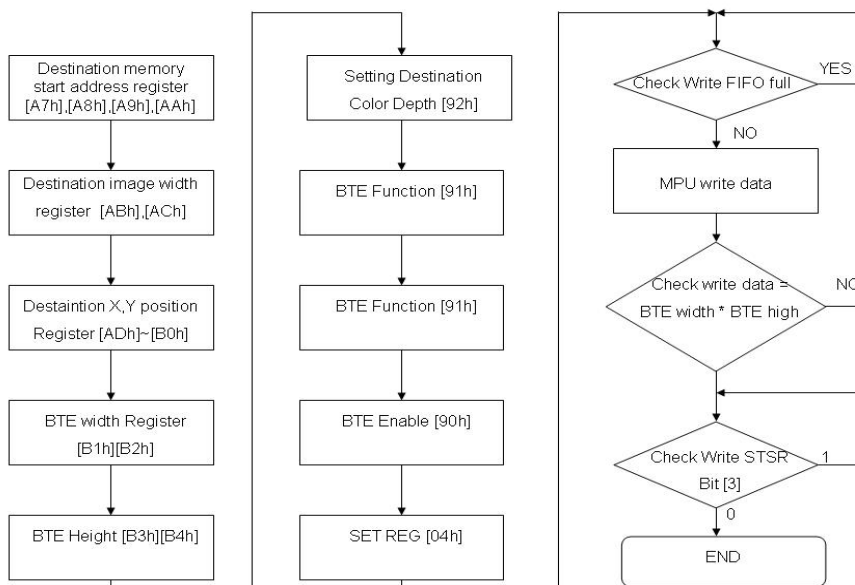 Destination memory
start address register
[A7h],[A8h],[A9h],[AAh]
Destination image width
register [ABh],[ACh]
Destaintion X,Y position
Register [ADh]~[B0h]
BTE width Register
[B1h][B2h]
BTE Height [B3h][B4h]
Setting Destination
Color Depth [92h]
BTE Function [91h]
BTE Function [91h]
BTE Enable [90h]
SET REG [04h]
Check Write FIFO full
YES
NO
MPU write data
Check write data =
BTE width * BTE high
NO
Check Write STSR
Bit [3]
1
0
END